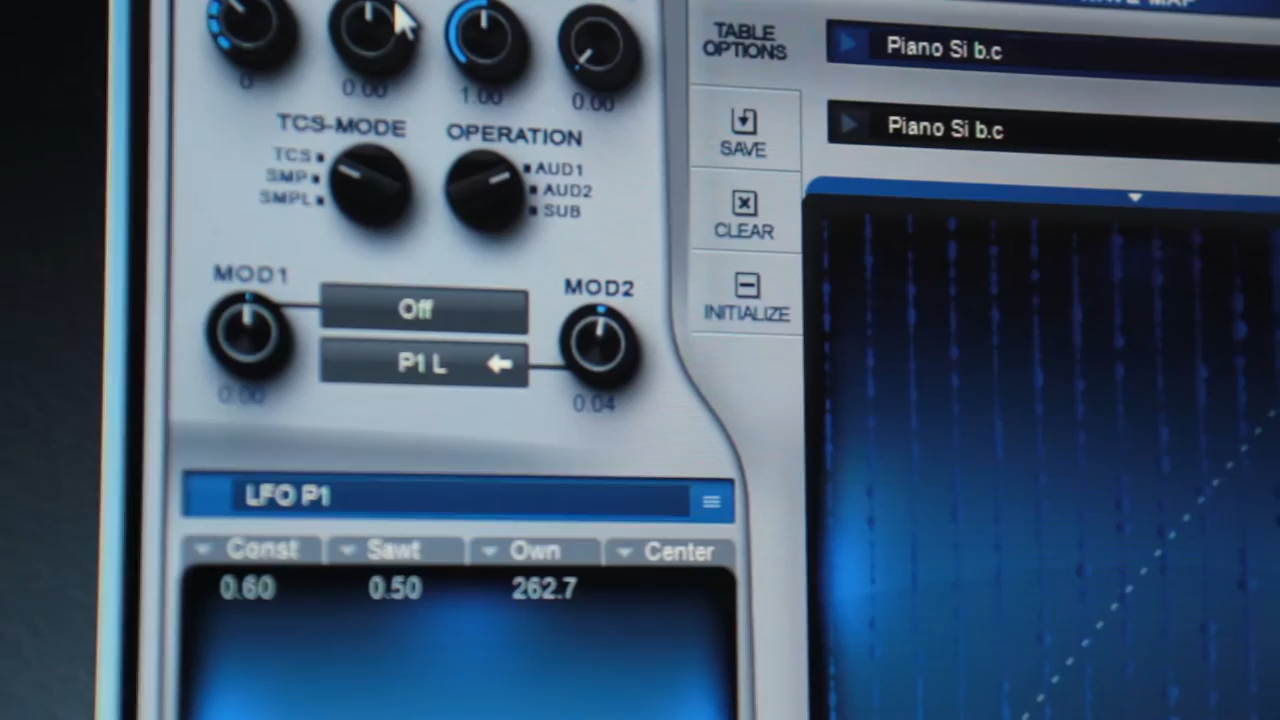 0
0.00
1.00
0.00
TCS-MODE
TCS
SMP
SMPL
OPERATION
AUD1
AUD2
SUB
MOD1
0.00
Off
P1 L
MOD2
0.04
LFO P1
Const Sawt Own Center
0.60 0.50 262.7
TABLE
OPTIONS
SAVE
CLEAR
INITIALIZE
Piano Si b.c
Piano Si b.c